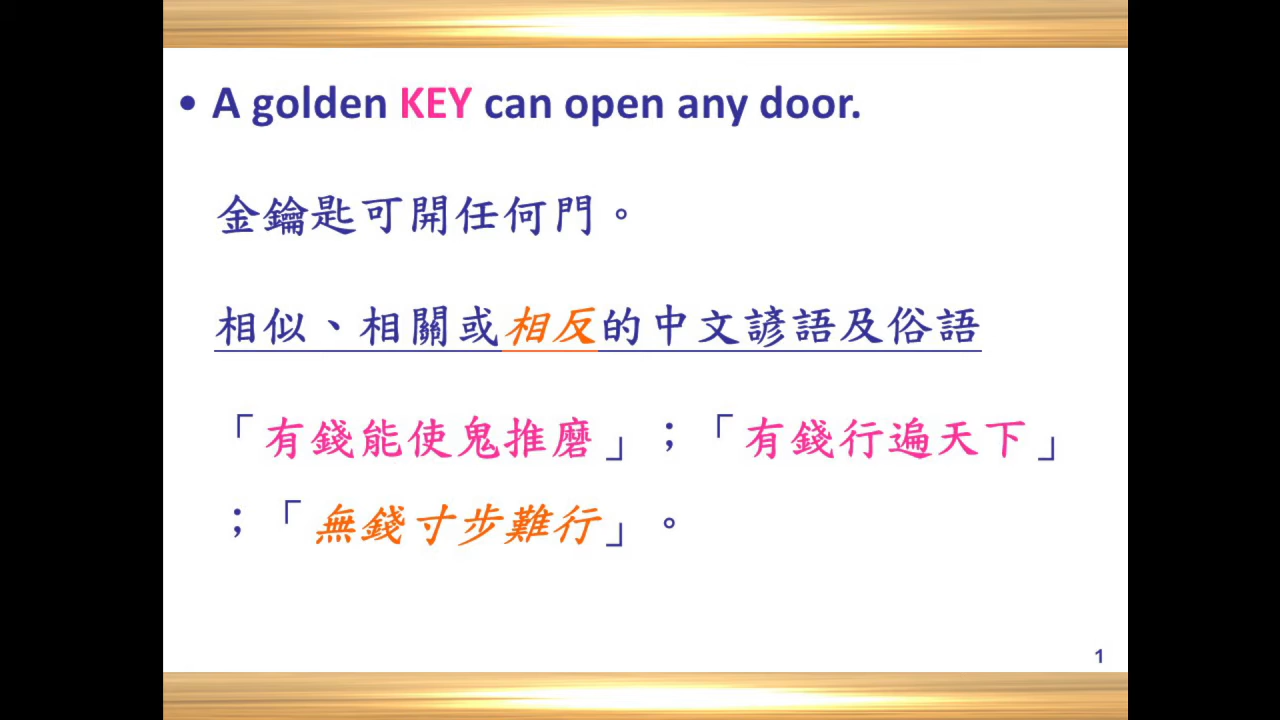 • A golden KEY can open any door.
金鑰匙可開任何門。
相似、相關或相反的中文諺語及俗語
「有錢能使鬼推磨」；「有錢行遍天下」
；「無錢寸步難行」。
1